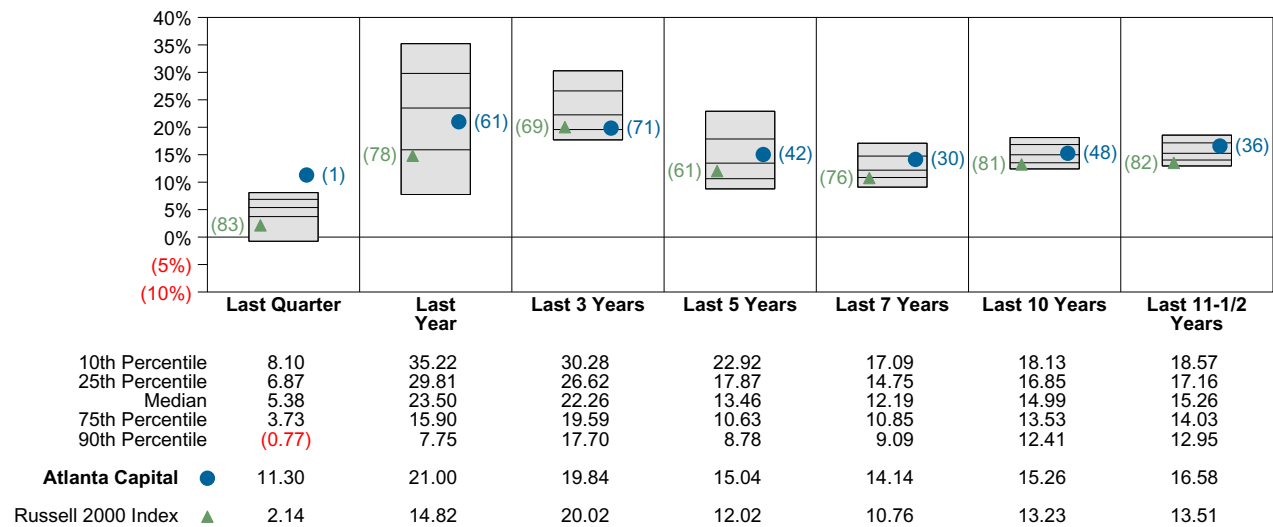 40%
35%
30%
25%
20%
15%
10%
5%
0%
(5%)
(10%)
(1)
(83)
(61)
(78)
(69)
(71)
(42)
(61)
(30)
(76)
(48)
(81)
(36)
(82)
Last Quarter
Last
Year
Last 3 Years
Last 5 Years
Last 7 Years
Last 10 Years
Last 11-1/2
Years
10th Percentile 8.10 35.22 30.28 22.92 17.09 18.13 18.57
25th Percentile 6.87 29.81 26.62 17.87 14.75 16.85 17.16
Median 5.38 23.50 22.26 13.46 12.19 14.99 15.26
75th Percentile 3.73 15.90 19.59 10.63 10.85 13.53 14.03
90th Percentile (0.77) 7.75 17.70 8.78 9.09 12.41 12.95
Atlanta Capital 11.30 21.00 19.84 15.04 14.14 15.26 16.58
Russell 2000 Index 2.14 14.82 20.02 12.02 10.76 13.23 13.51